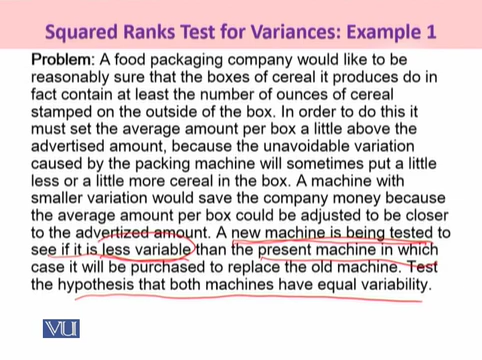 Squared Ranks Test for Variances: Example 1
Problem: A food packaging company would like to be
reasonably sure that the boxes of cereal it produces do in
fact contain at least the number of ounces of cereal
stamped on the outside of the box. In order to do this it
must set the average amount per box a little above the
advertised amount, because the unavoidable variation
caused by the packing machine will sometimes put a little
less or a little more cereal in the box. A machine with
smaller variation would save the company money because
the average amount per box could be adjusted to be closer
to the advertized amount. A new machine is being tested to
see if it is less variable than the present machine in which
case it will be purchased to replace the old machine. Test
the hypothesis that both machines have equal variability.
VU